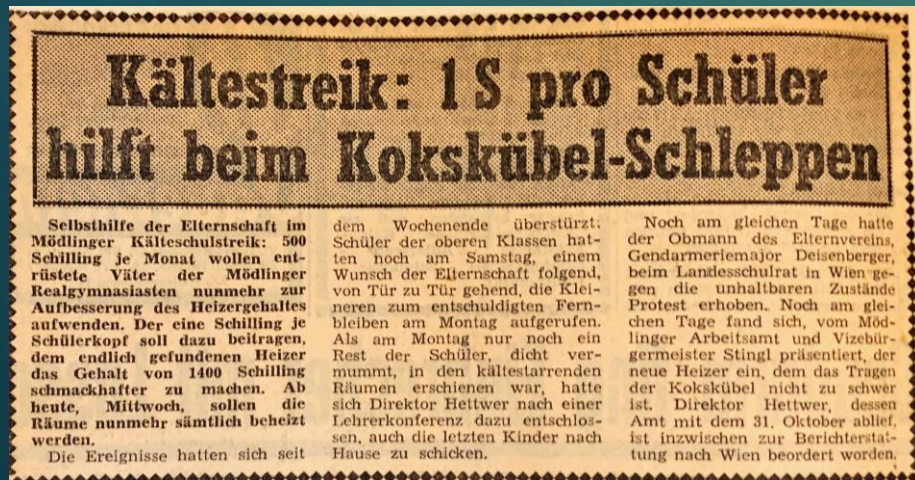 Kältestreik: 1 S pro Schüler
hilft beim Kokskübel-Schleppen
Selbsthilfe der Elternschaft im
Mödlinger Kälteschulstreik: 500
Schilling je Monat wollen ent-
rüstete Väter der Mödlinger
Realgymnasiasten nunmehr zur
Aufbesserung des Heizergehaltes
aufwenden. Der eine Schilling je
Schülerkopf soll dazu beitragen,
dem endlich gefundenen Heizer
das Gehalt von 1400 Schilling
schmackhafter zu machen. Ab
heute, Mittwoch, sollen die
Räume nunmehr sämtlich beheizt
werden.
Die Ereignisse hatten sich seit
dem Wochenende überstürzt:
Schüler der oberen Klassen hat-
ten noch am Samstag, einem
Wunsch der Elternschaft folgend,
von Tür zu Tür gehend, die Klei-
neren zum entschuldigten Fern-
bleiben am Montag aufgerufen.
Als am Montag nur noch ein
Rest der Schüler, dicht ver-
mummt, in den kältestarrenden
Räumen erschienen war, hatte
sich Direktor Hettwer nach einer
Lehrerkonferenz dazu entschlos-
sen, auch die letzten Kinder nach
Hause zu schicken.
Noch am gleichen Tage hatte
der Obmann des Elternvereins,
Gendarmeriemajor Deisenberger,
beim Landesschulrat in Wien ge-
gen die unhaltbaren Zustände
Protest erhoben. Noch am glei-
chen Tage fand sich, vom Möd-
linger Arbeitsamt und Vizebür-
germeister Stingl präsentiert, der
neue Heizer ein, dem das Tragen
der Kokskübel nicht zu schwer
ist. Direktor Hettwer, dessen
Amt mit dem 31. Oktober ablief,
ist inzwischen zur Berichterstat-
tung nach Wien beordert worden.